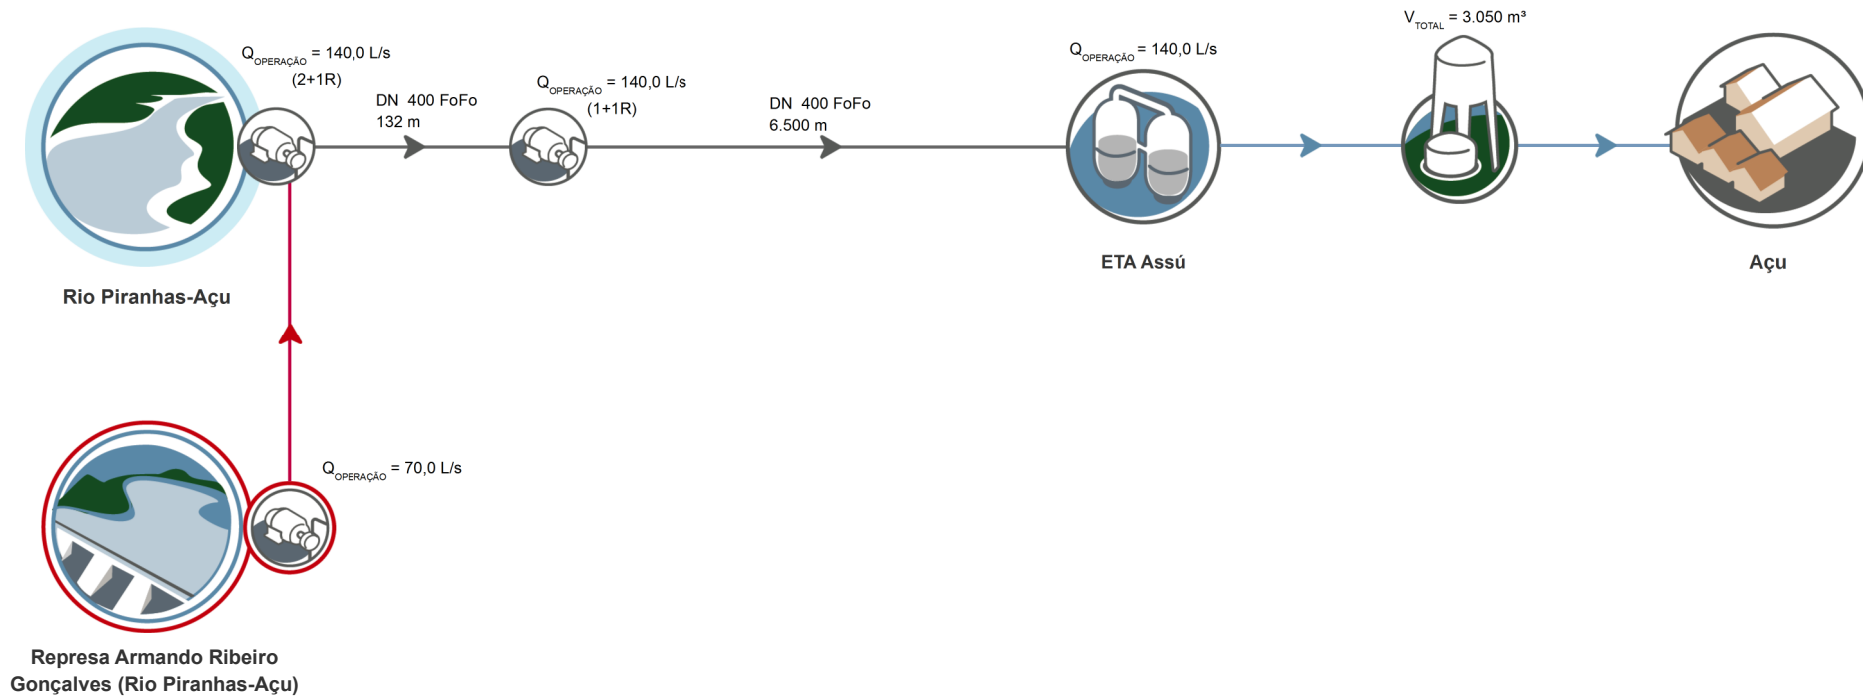 V_TOTAL = 3.050 m³
Q_OPERAÇÃO = 140,0 L/s
(2+1R)
Q_OPERAÇÃO = 140,0 L/s
(1+1R)
DN 400 FoFo
132 m
DN 400 FoFo
6.500 m
Q_OPERAÇÃO = 140,0 L/s
ETA Assú
Açu
Rio Piranhas-Açu
Q_OPERAÇÃO = 70,0 L/s
Represa Armando Ribeiro
Gonçalves (Rio Piranhas-Açu)